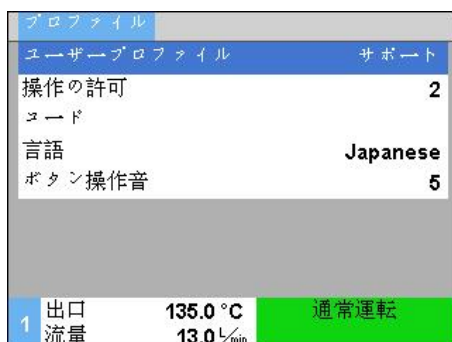 プロファイル
ユーザープロファイル サポート
操作の許可 2
コード
言語 Japanese
ボタン操作音 5
1 出口 135.0 °C 通常運転
流量 13.0 L/min